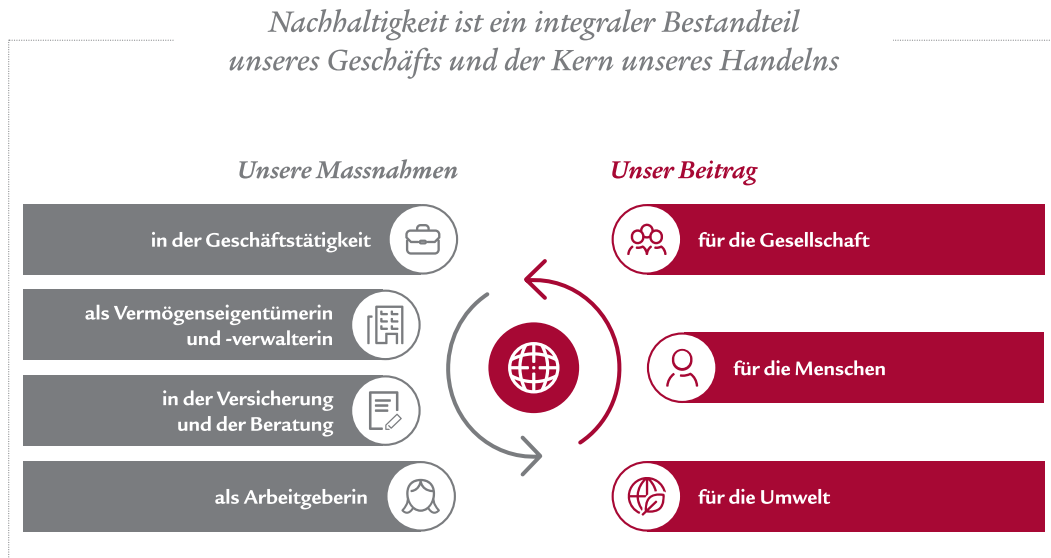 Nachhaltigkeit ist ein integraler Bestandteil
unseres Geschäfts und der Kern unseres Handelns
Unsere Massnahmen
in der Geschäftstätigkeit
als Vermögenseigentümerin
und -verwalterin
in der Versicherung
und der Beratung
als Arbeitgeberin
Unser Beitrag
für die Gesellschaft
für die Menschen
für die Umwelt